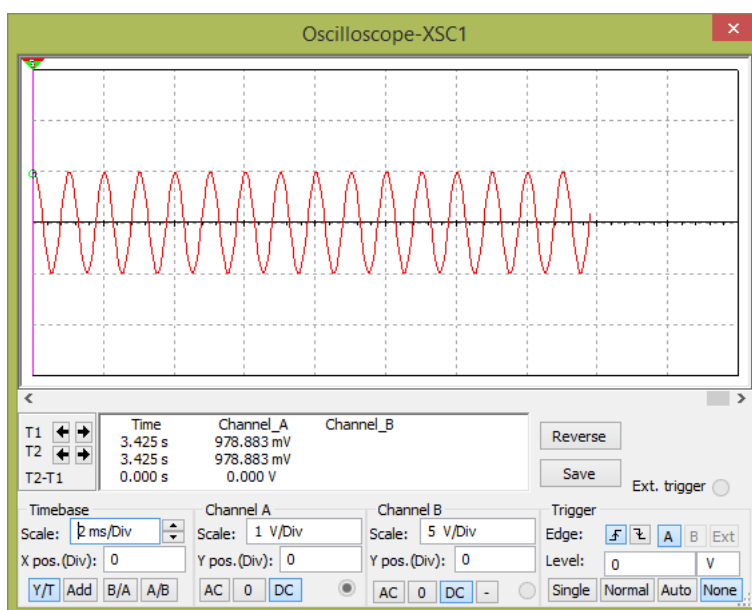 Oscilloscope-XSC1
×
Time Channel_A Channel_B
T1 3.425 s 978.883 mV
T2 3.425 s 978.883 mV
T2-T1 0.000 s 0.000 V
Reverse
Save
Ext. trigger
Timebase
Scale: 2 ms/Div
X pos.(Div): 0
Y/T Add B/A A/B
Channel A
Scale: 1 V/Div
Y pos.(Div): 0
AC 0 DC
Channel B
Scale: 5 V/Div
Y pos.(Div): 0
AC 0 DC -
Trigger
Edge: A B Ext
Level: 0 V
Single Normal Auto None